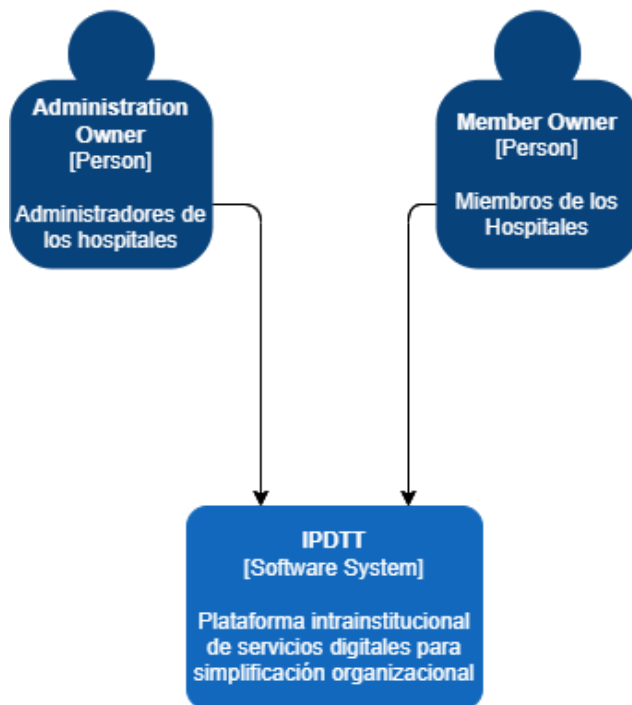 Administration
Owner
[Person]
Administradores de
los hospitales
Member Owner
[Person]
Miembros de los
Hospitales
IPDTT
[Software System]
Plataforma intrainstitucional
de servicios digitales para
simplificación organizacional